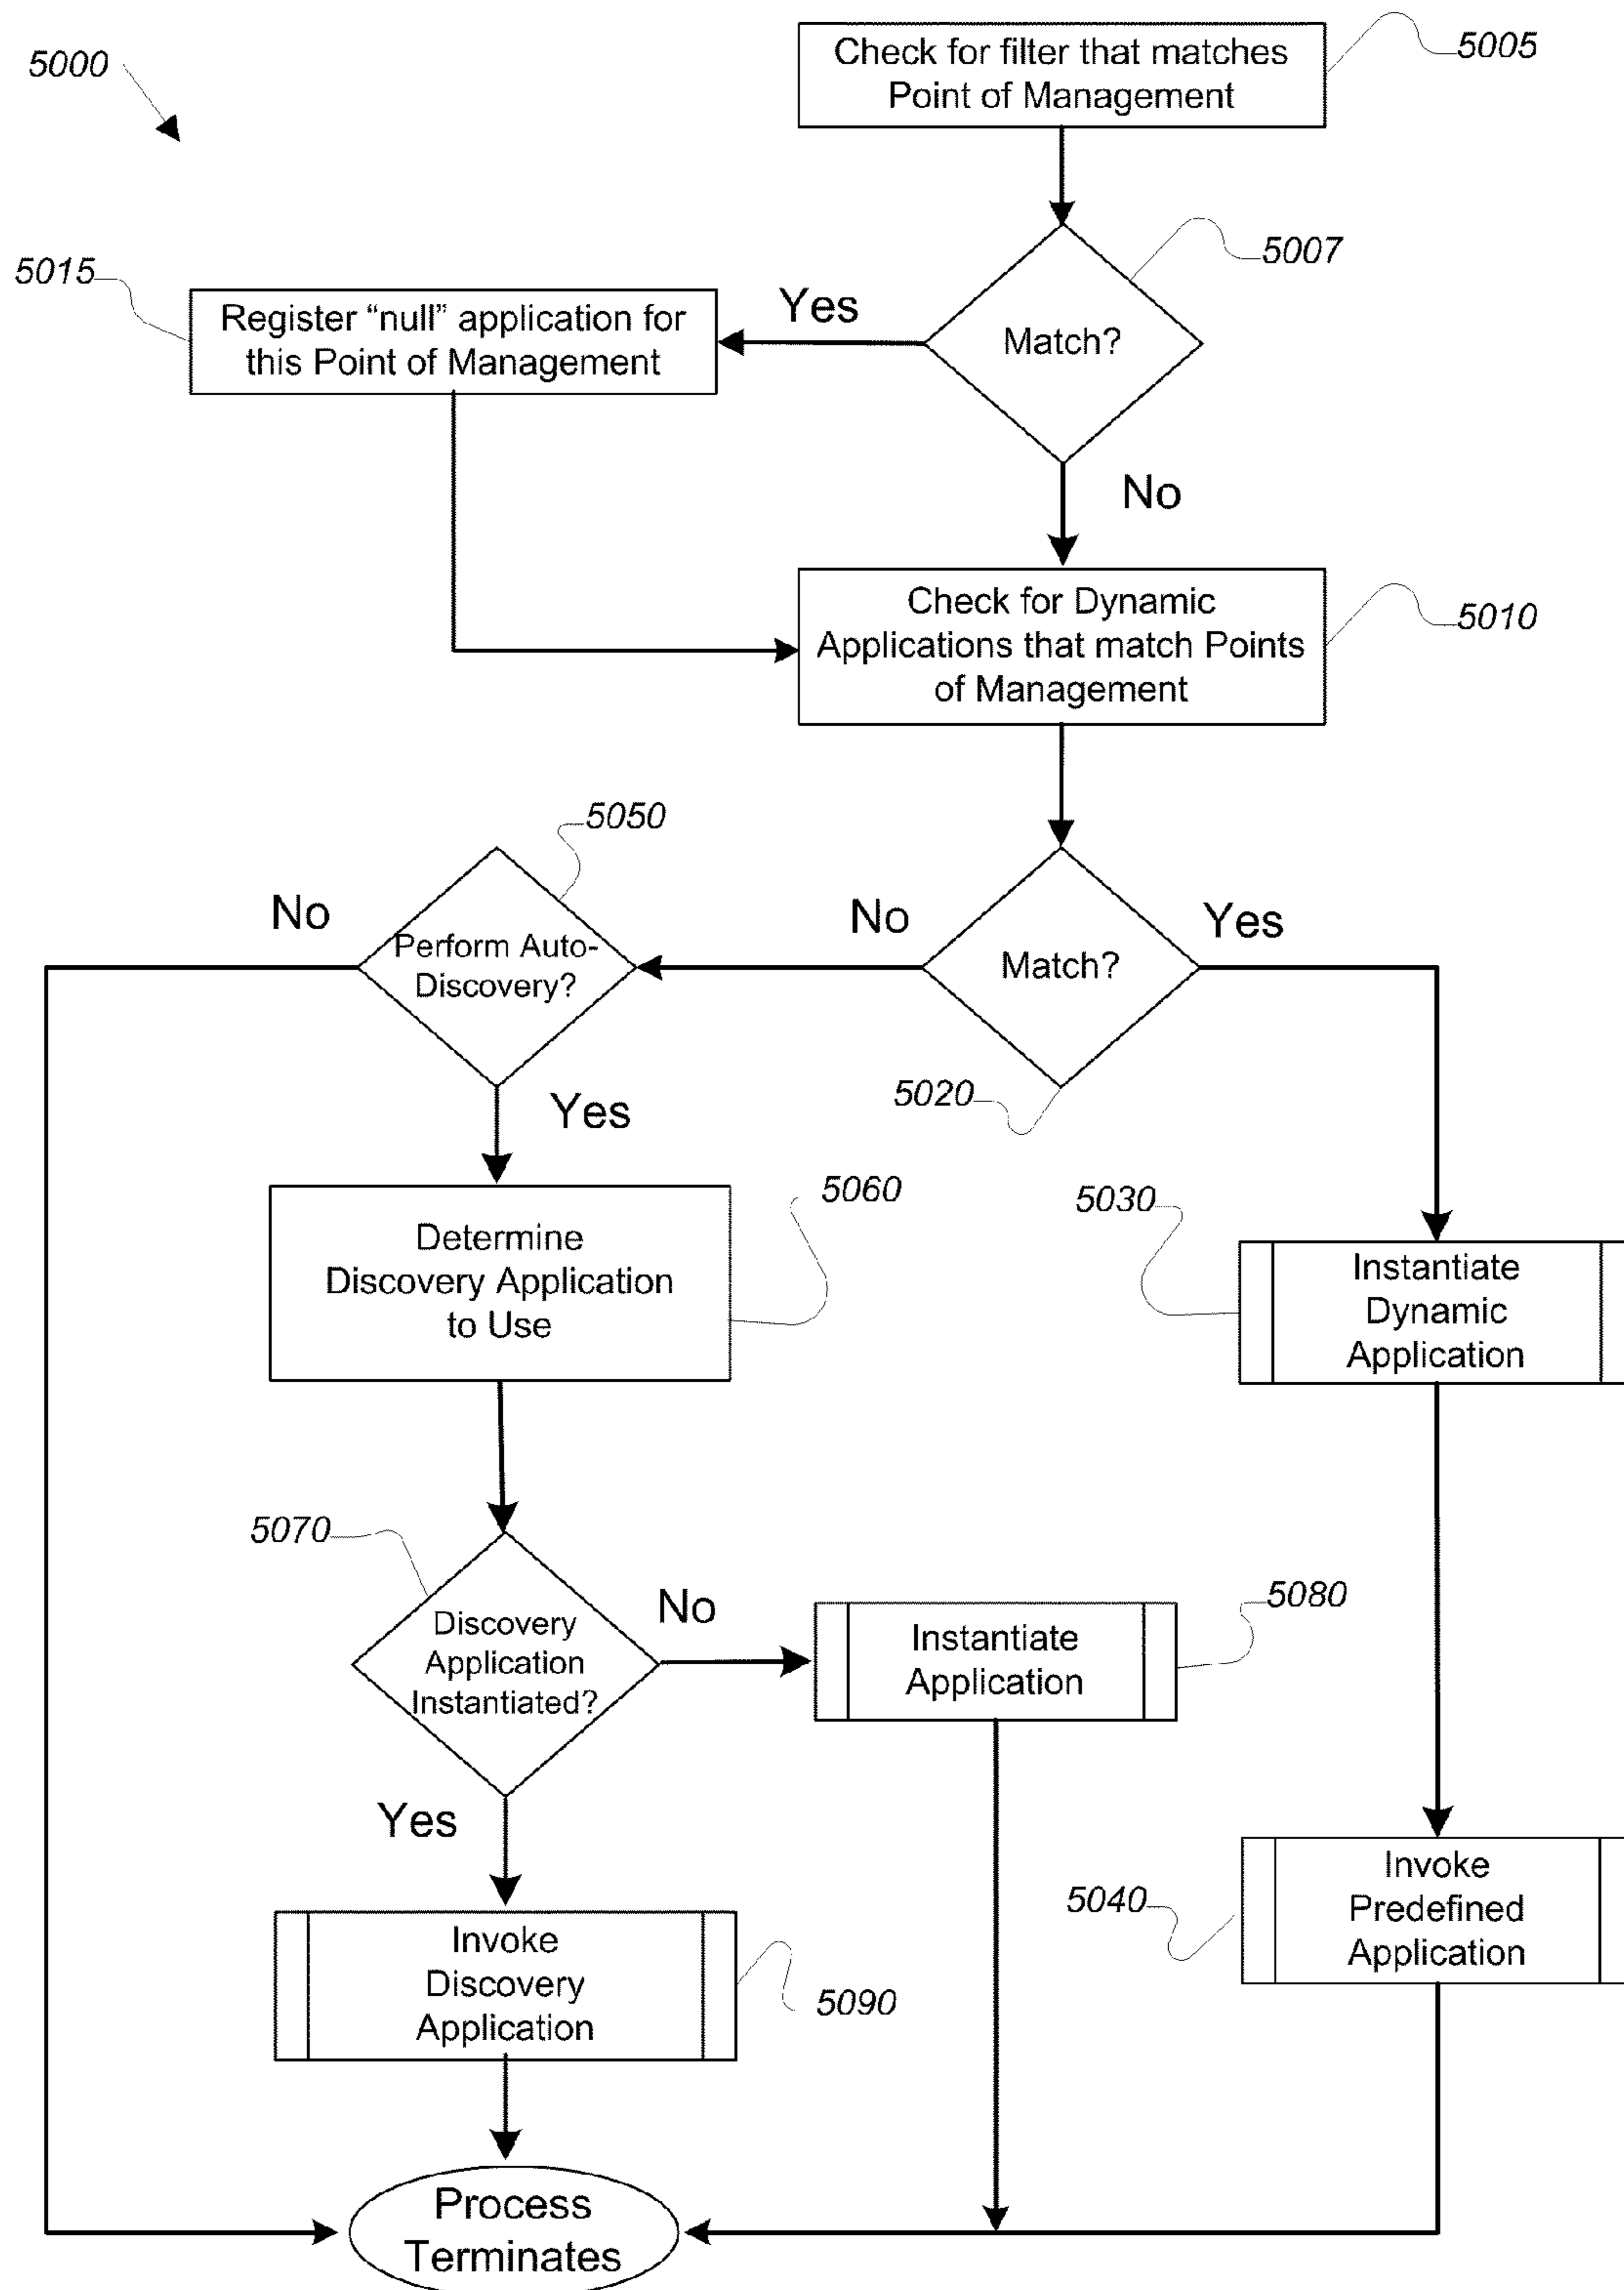 5000
Check for filter that matches
Point of Management
5005
5007
Match?
Yes
5015
Register “null” application for
this Point of Management
No
Check for Dynamic
Applications that match Points
of Management
5010
5050
No
Perform Auto-
Discovery?
No
Match?
Yes
5020
Yes
5060
Determine
Discovery Application
to Use
5030
Instantiate
Dynamic
Application
5070
Discovery
Application
Instantiated?
No
5080
Instantiate
Application
Yes
5040
Invoke
Predefined
Application
Invoke
Discovery
Application
5090
Process
Terminates